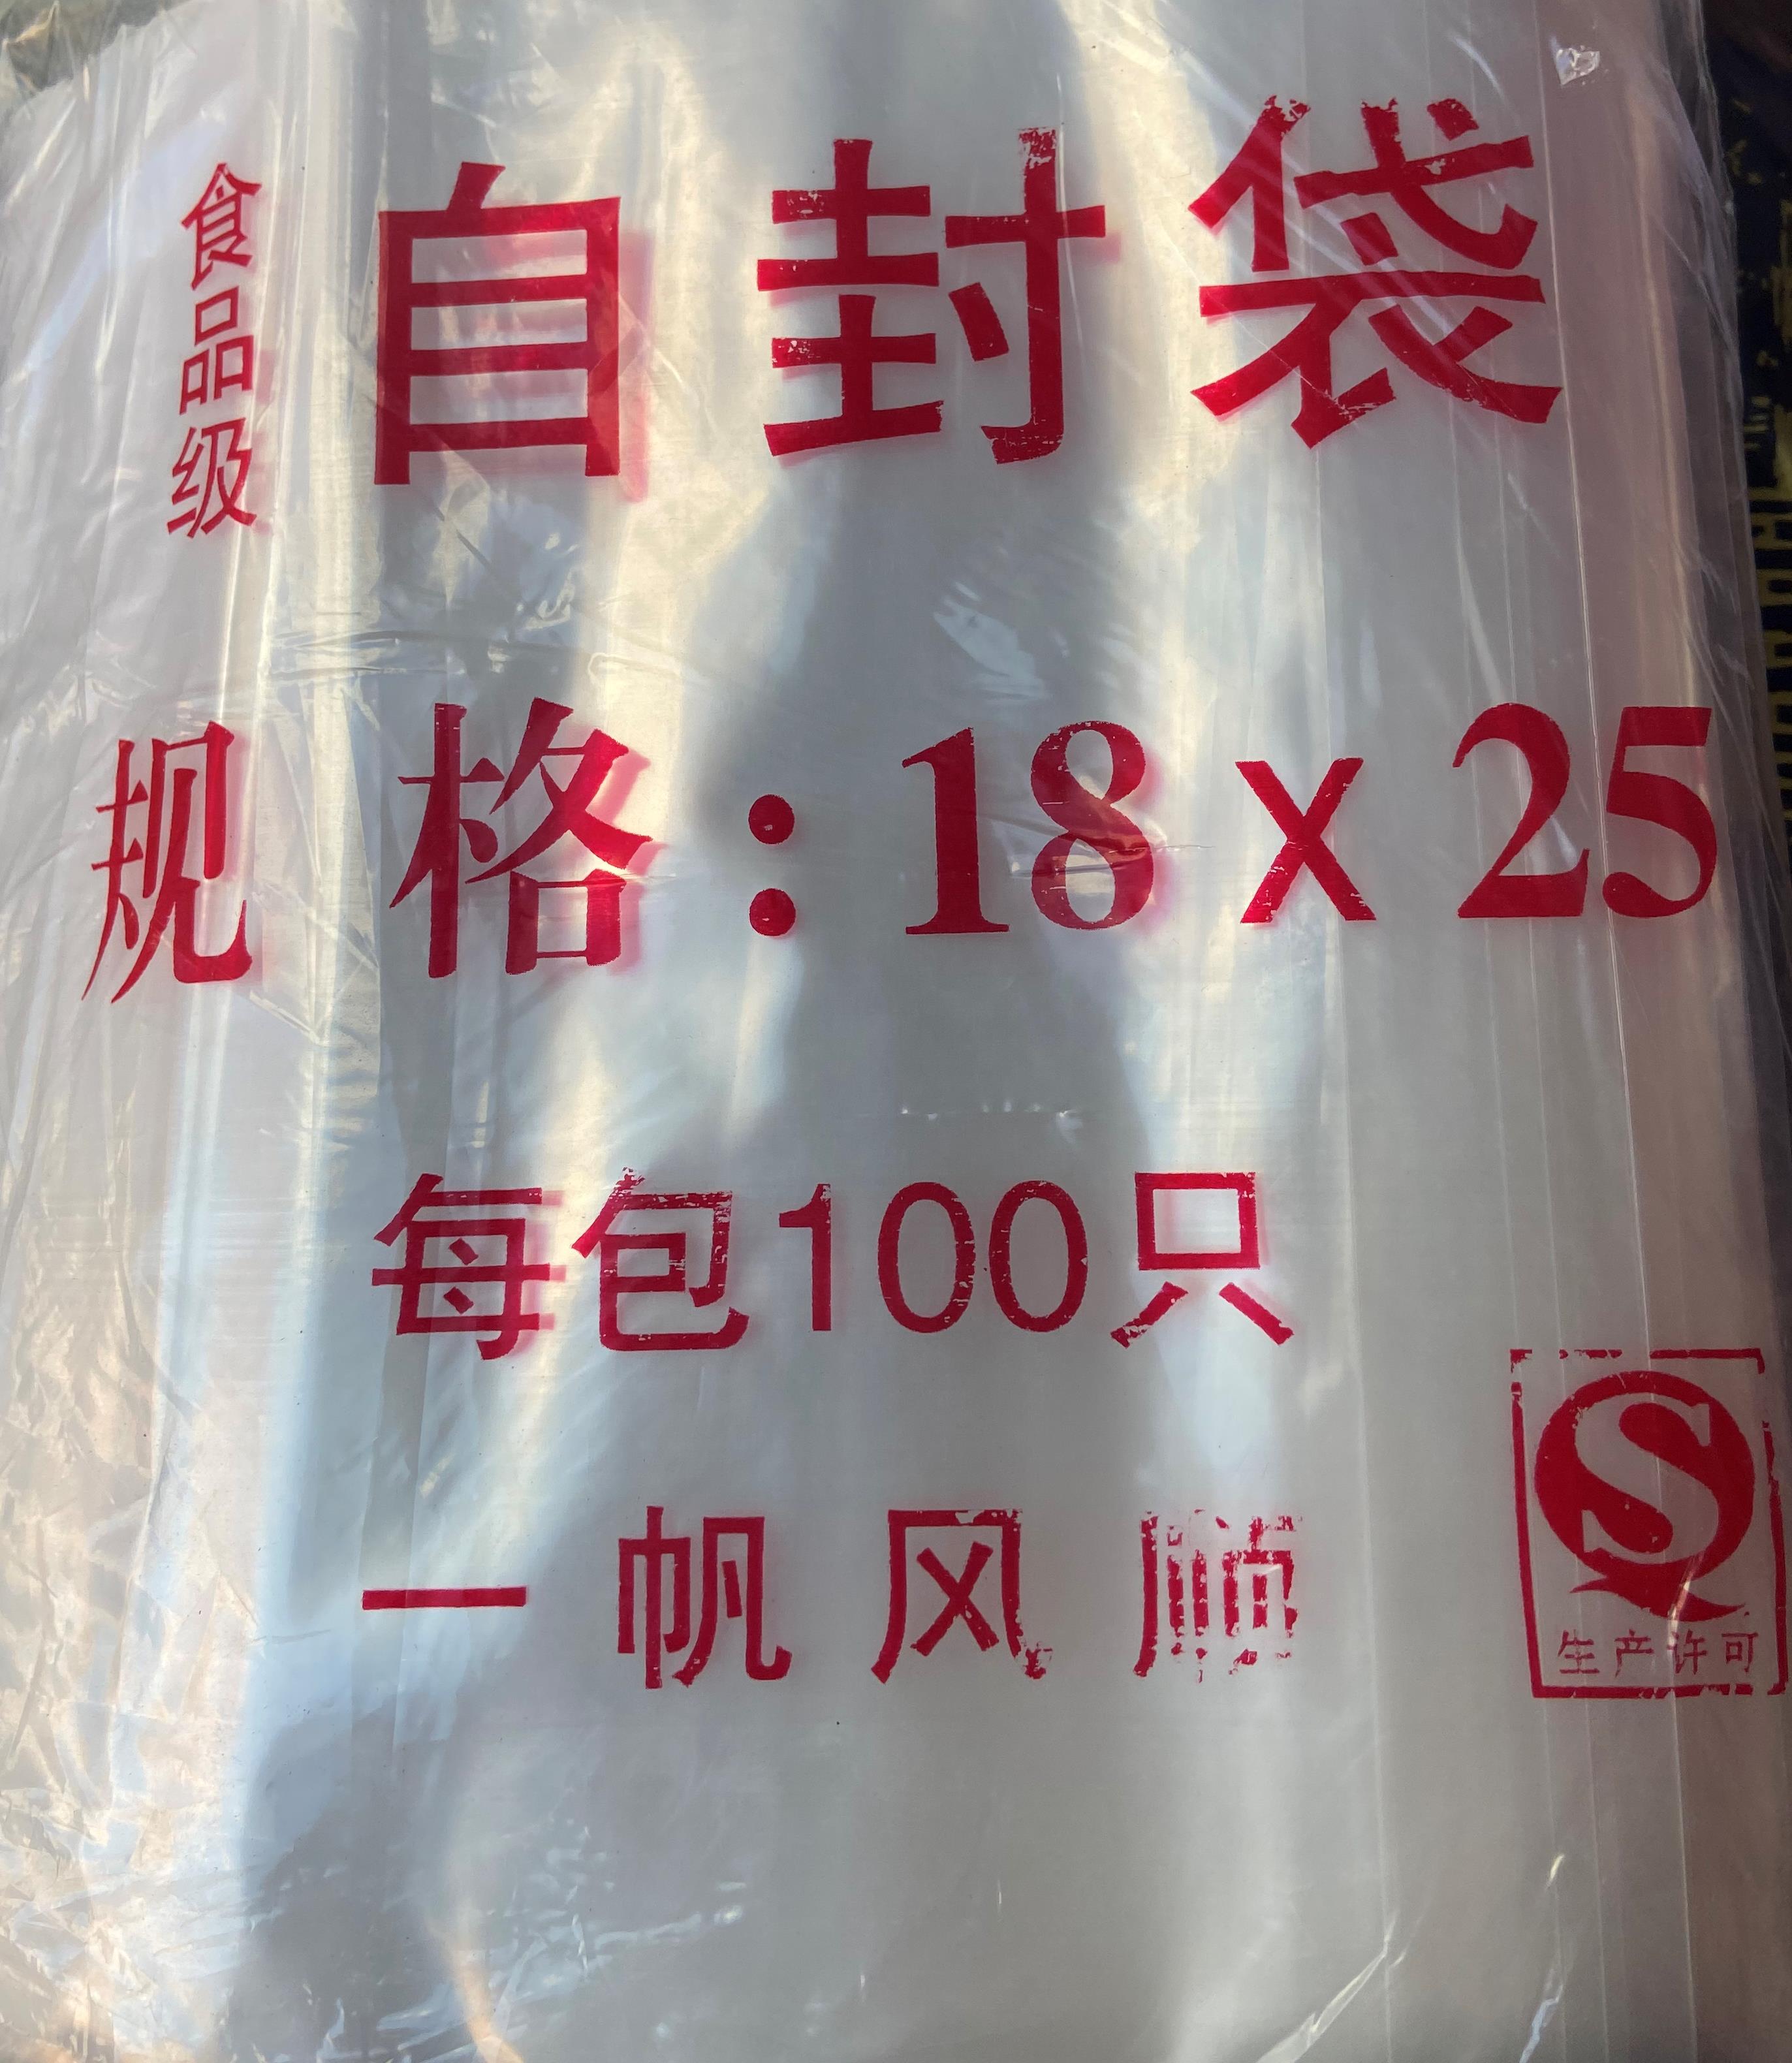 食品级
自封袋
规格：18x25
每包100只
一帆风顺
QS
生产许可